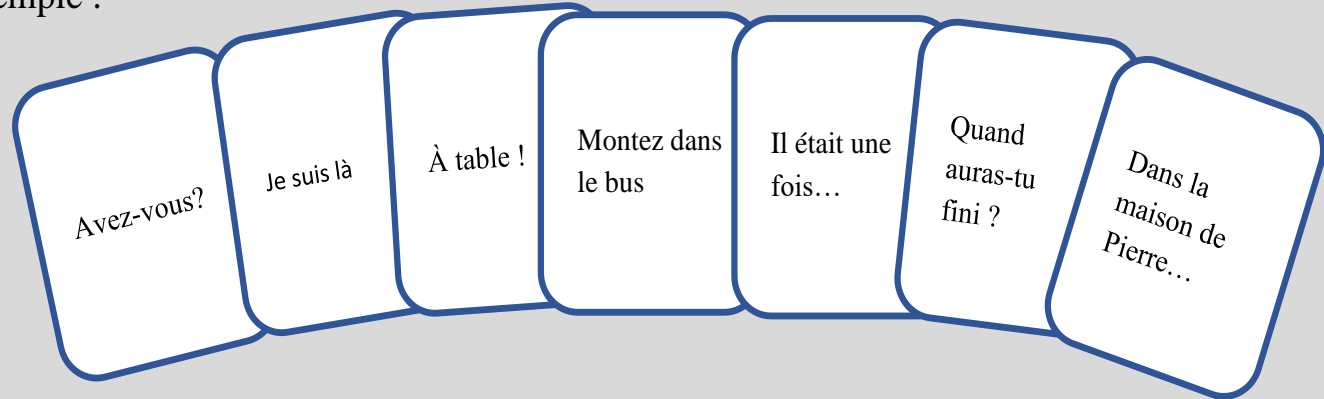 Avez-vous?
Je suis là
À table !
Montez dans
le bus
Il était une
fois…
Quand
auras-tu
fini ?
Dans la
maison de
Pierre…